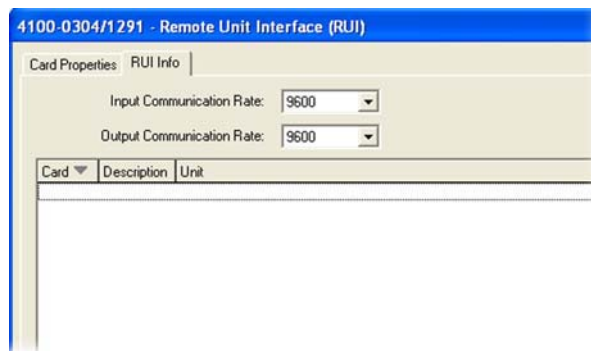 4100-0304/1291 - Remote Unit Interface (RUI)
Card Properties RUI Info
Input Communication Rate: 9600
Output Communication Rate: 9600
Card Description Unit